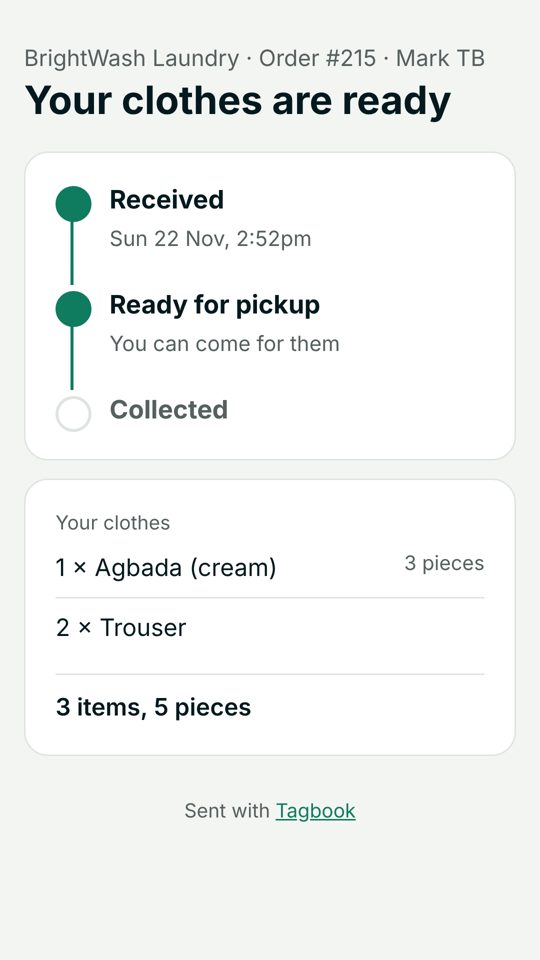 BrightWash Laundry · Order #215 · Mark TB
Your clothes are ready
Received
Sun 22 Nov, 2:52pm
Ready for pickup
You can come for them
Collected
Your clothes
1 × Agbada (cream) 3 pieces
2 × Trouser
3 items, 5 pieces
Sent with Tagbook